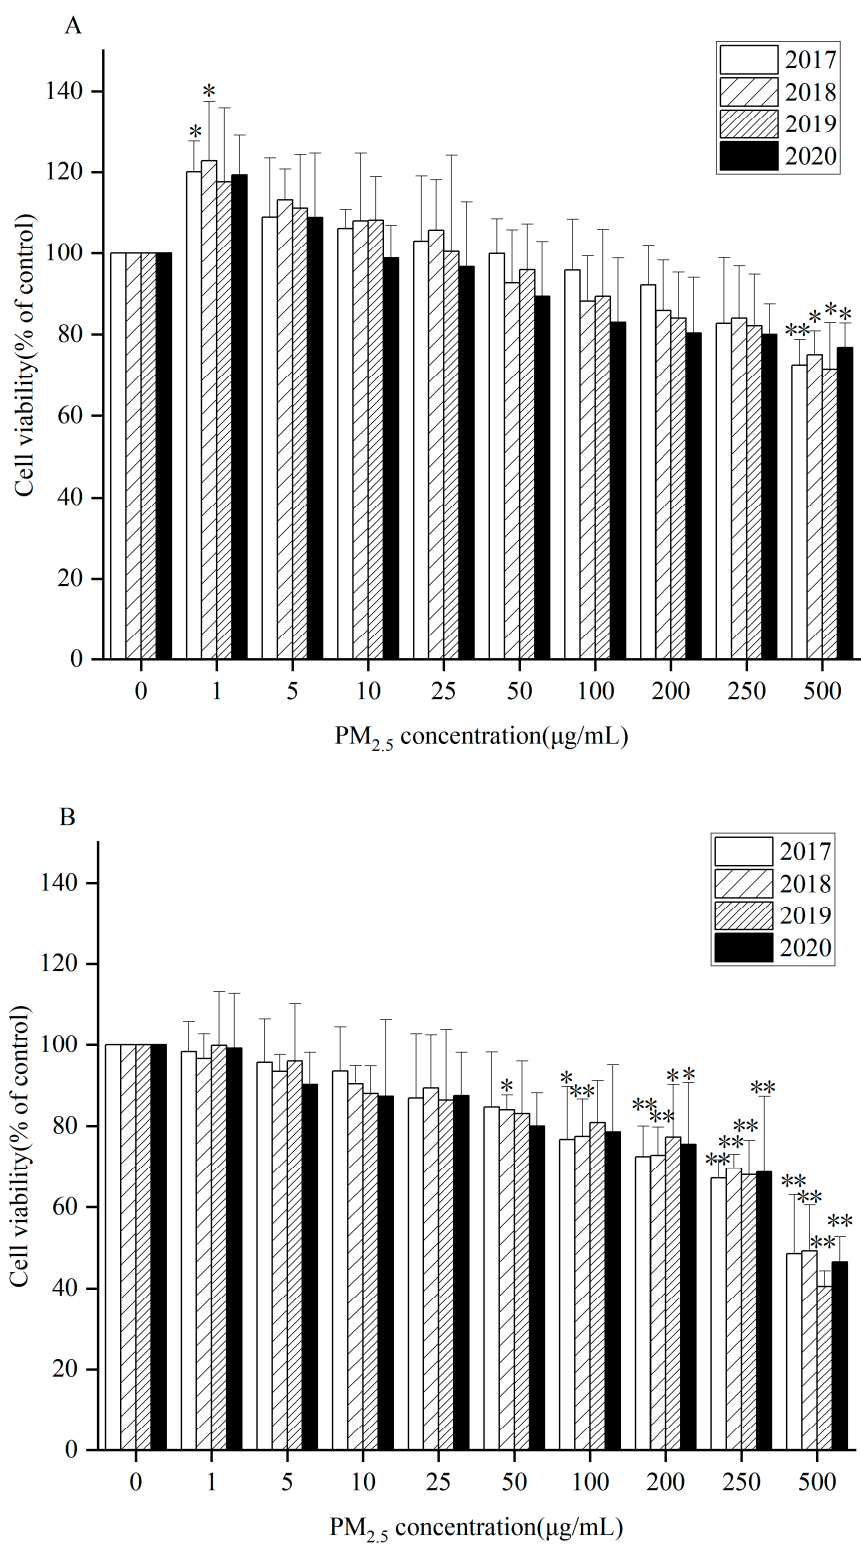 A
2017
2018
2019
2020
140
120
100
80
60
40
20
0
Cell viability(% of control)
* *
** * * *
0 1 5 10 25 50 100 200 250 500
PM2.5 concentration(μg/mL)
B
2017
2018
2019
2020
140
120
100
80
60
40
20
0
Cell viability(% of control)
* * ** ** ** * * ** ** ** ** ** ** ** **
0 1 5 10 25 50 100 200 250 500
PM2.5 concentration(μg/mL)